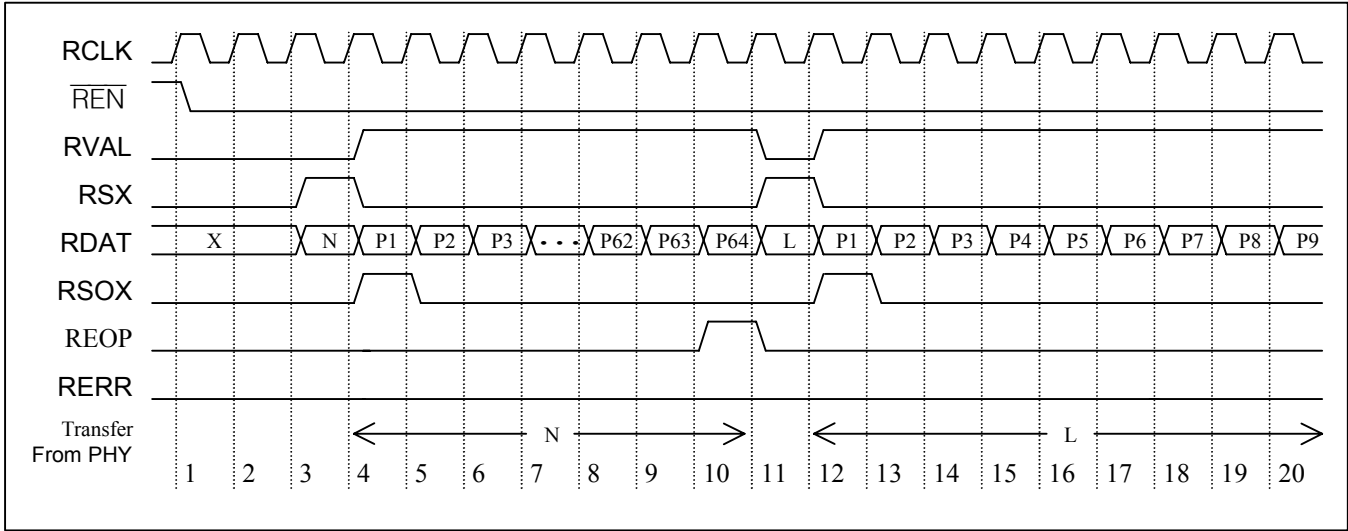 RCLK
REN
RVAL
RSX
RDAT X N P1 P2 P3 · · · P62 P63 P64 L P1 P2 P3 P4 P5 P6 P7 P8 P9
RSOX
REOP
RERR
Transfer
From PHY
N L
1 2 3 4 5 6 7 8 9 10 11 12 13 14 15 16 17 18 19 20